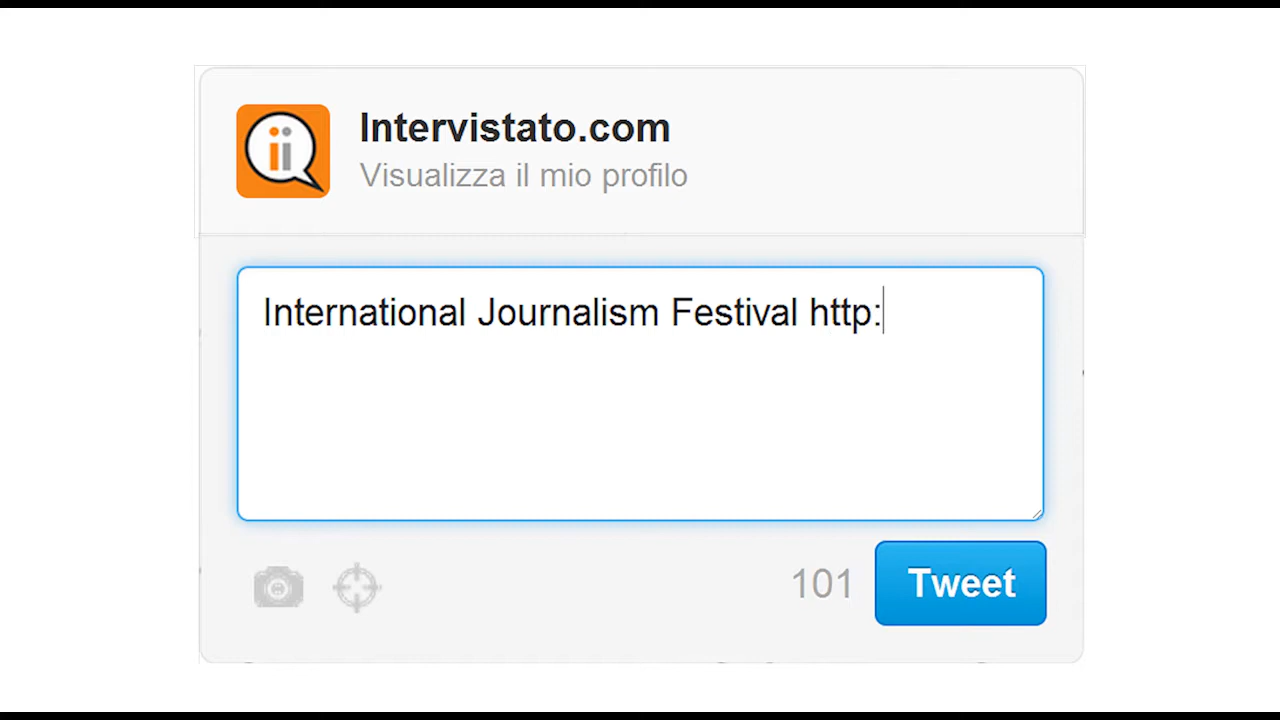 Intervistato.com
Visualizza il mio profilo
International Journalism Festival http:
101
Tweet